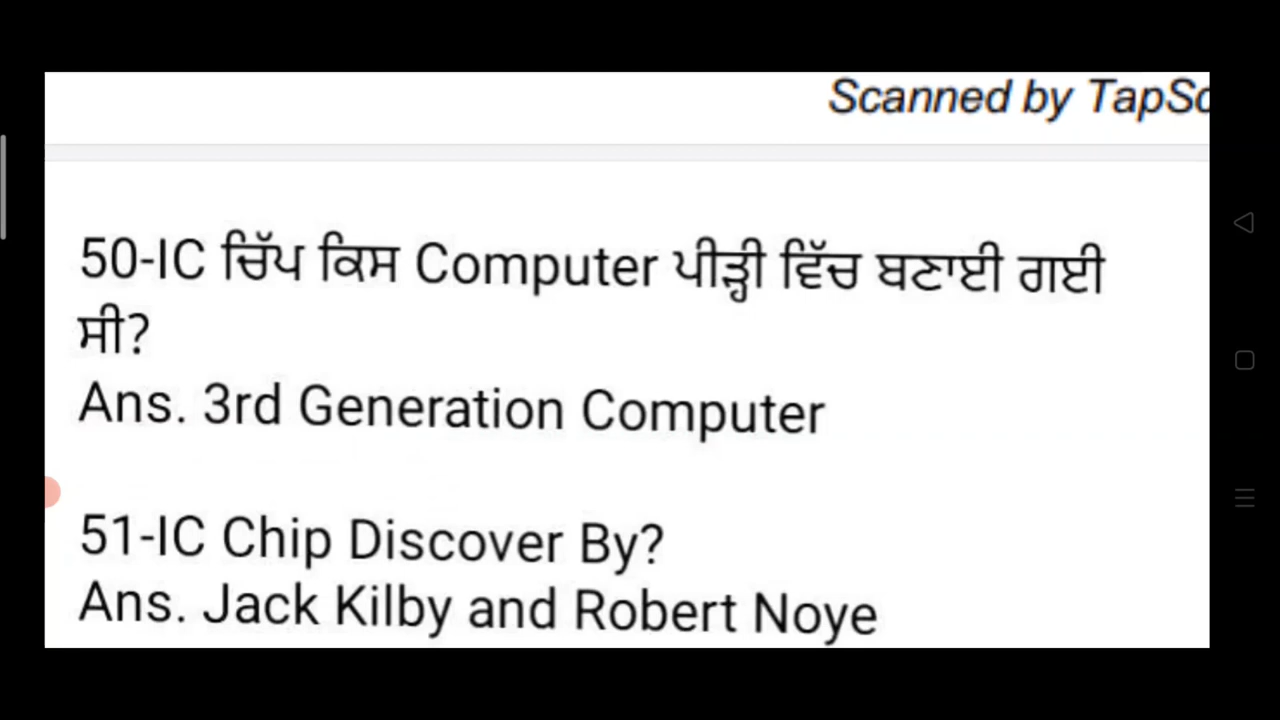 Scanned by TapSc
50-IC ਚਿੱਪ ਕਿਸ Computer ਪੀੜ੍ਹੀ ਵਿੱਚ ਬਣਾਈ ਗਈ
ਸੀ?
Ans. 3rd Generation Computer
51-IC Chip Discover By?
Ans. Jack Kilby and Robert Noye